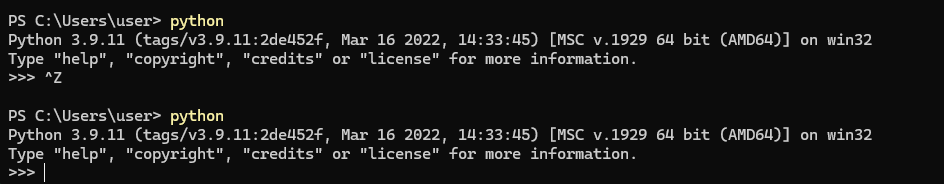 PS C:\Users\user> python
Python 3.9.11 (tags/v3.9.11:2de452f, Mar 16 2022, 14:33:45) [MSC v.1929 64 bit (AMD64)] on win32
Type "help", "copyright", "credits" or "license" for more information.
>>> ^Z
PS C:\Users\user> python
Python 3.9.11 (tags/v3.9.11:2de452f, Mar 16 2022, 14:33:45) [MSC v.1929 64 bit (AMD64)] on win32
Type "help", "copyright", "credits" or "license" for more information.
>>>